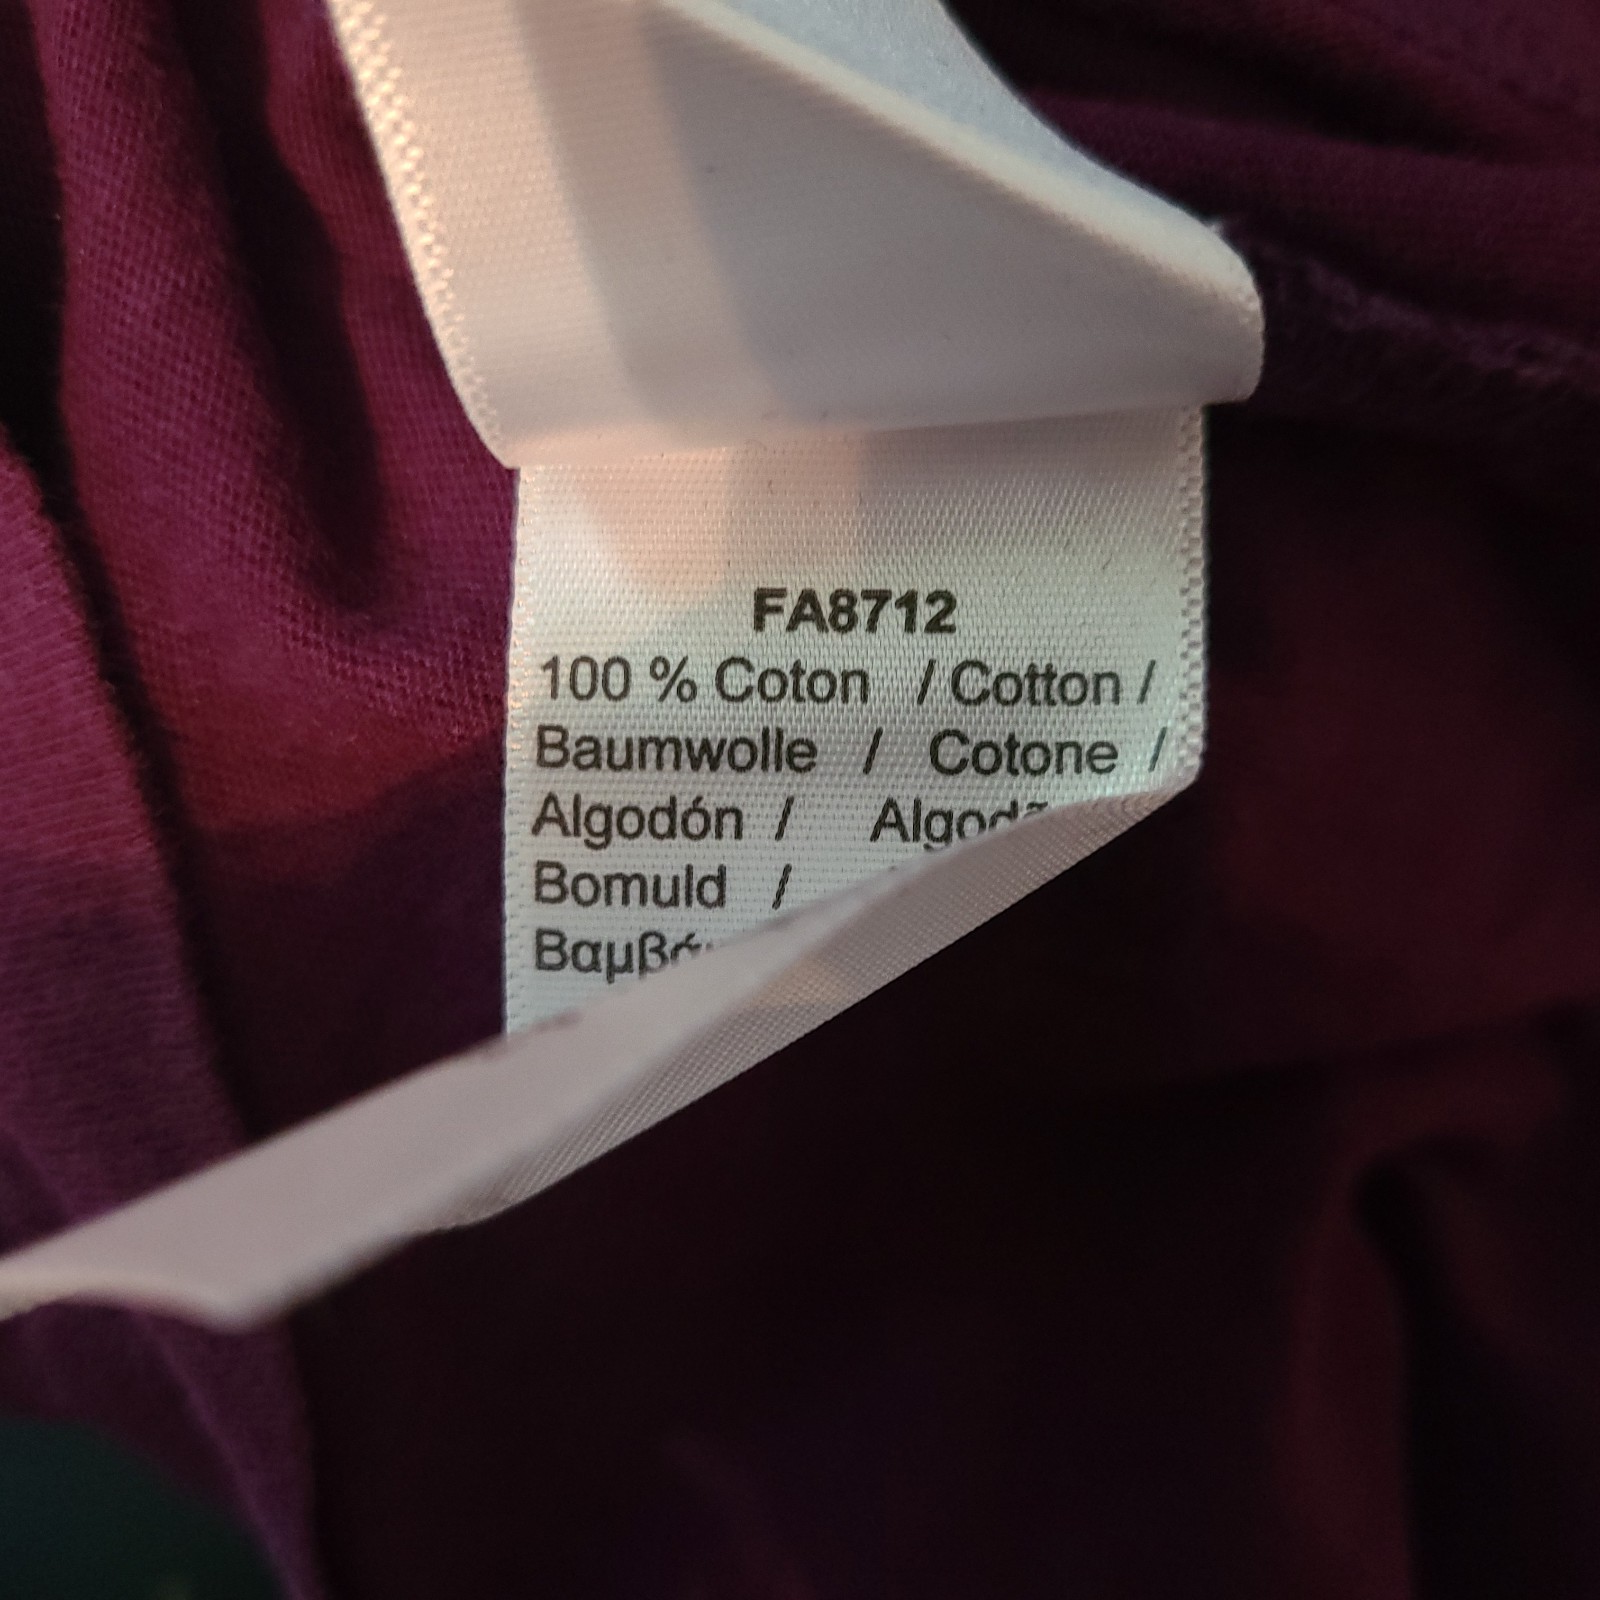 FA8712
100 % Coton / Cotton /
Baumwolle / Cotone /
Algodón /
Bomuld /